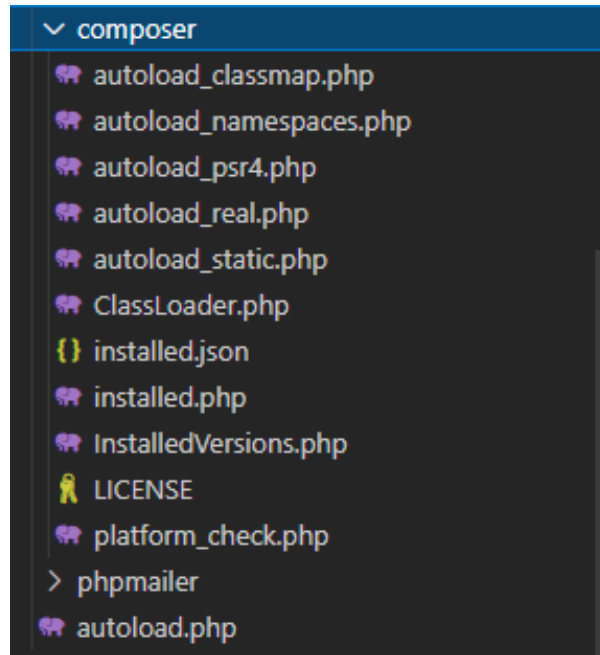 composer
autoload_classmap.php
autoload_namespaces.php
autoload_psr4.php
autoload_real.php
autoload_static.php
ClassLoader.php
{} installed.json
installed.php
InstalledVersions.php
LICENSE
platform_check.php
phpmailer
autoload.php